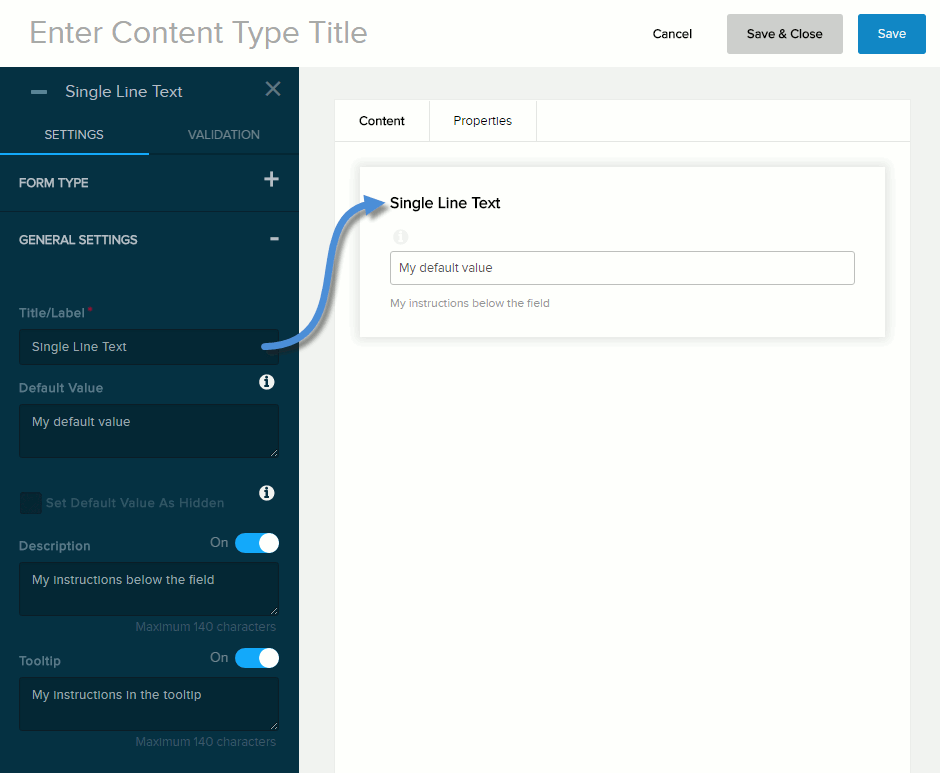 Enter Content Type Title
Cancel
Save & Close
Save
Single Line Text
SETTINGS
VALIDATION
FORM TYPE
GENERAL SETTINGS
Title/Label*
Single Line Text
Default Value
My default value
Set Default Value As Hidden
Description
On
My instructions below the field
Maximum 140 characters
Tooltip
On
My instructions in the tooltip
Maximum 140 characters
Content
Properties
Single Line Text
My default value
My instructions below the field